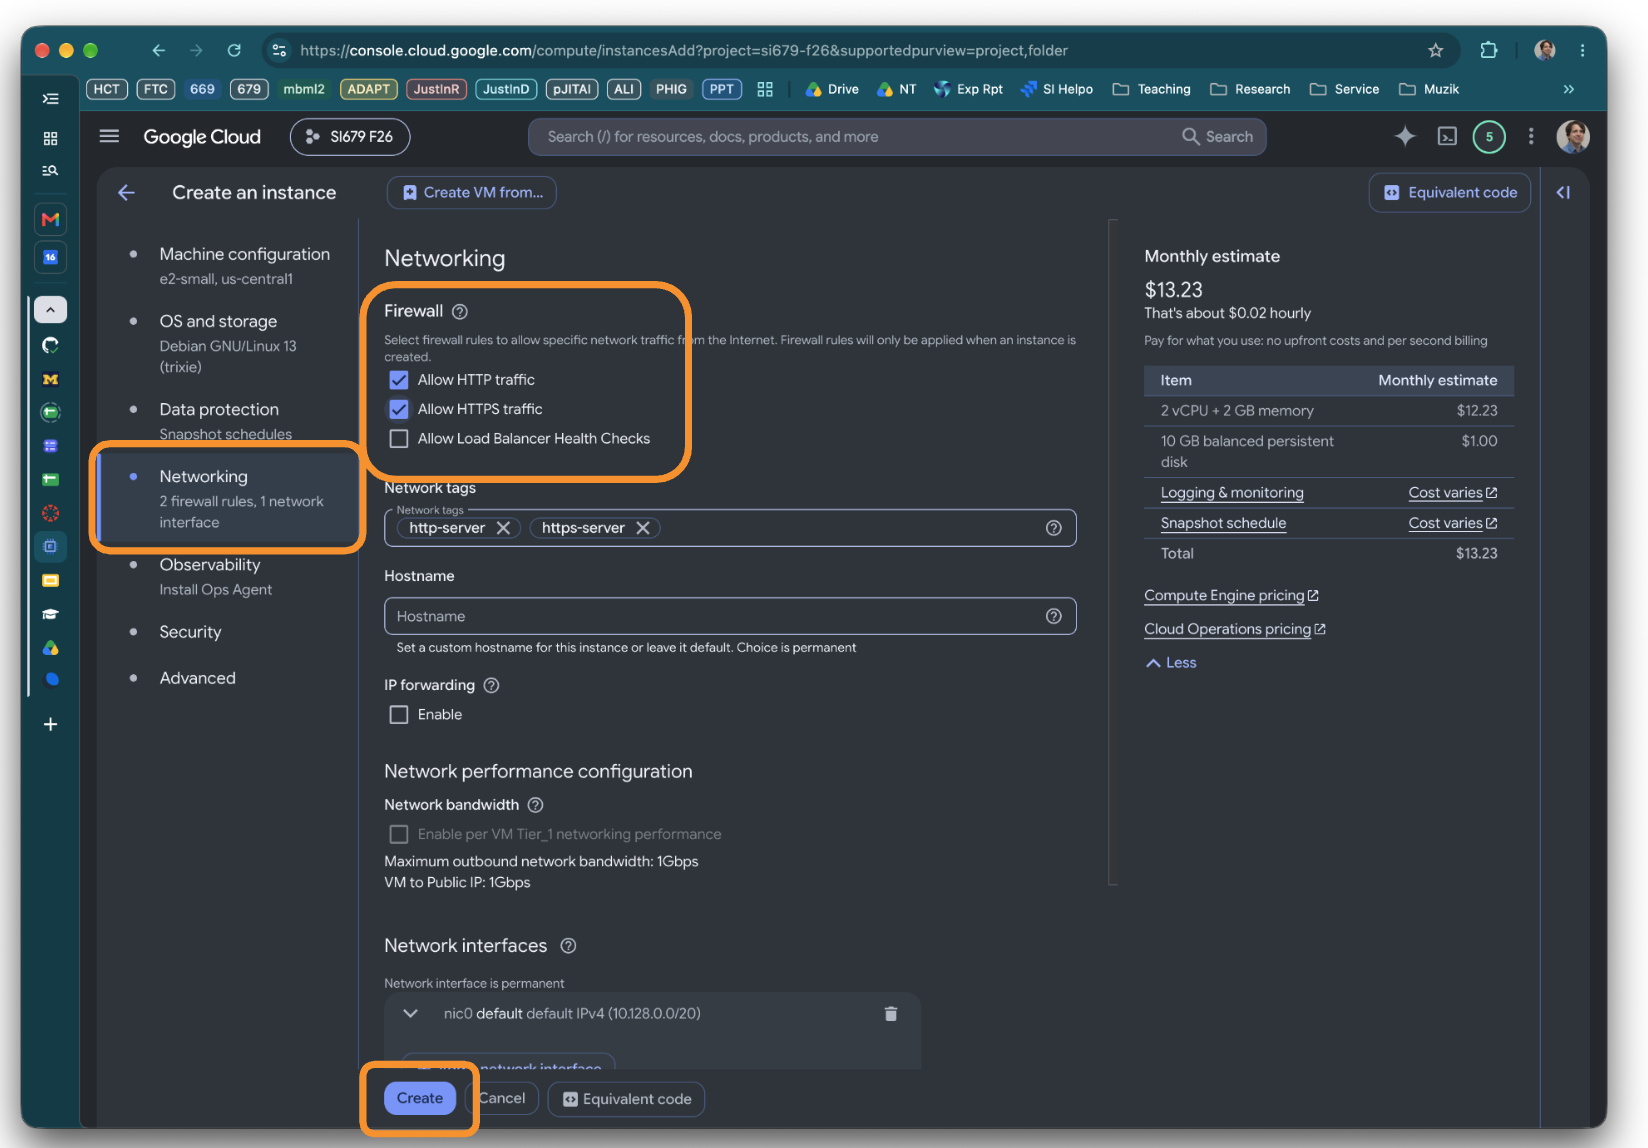 https://console.cloud.google.com/compute/instancesAdd?project=si679-f26&supportedpurview=project,folder
HCT FTC 669 679 mbml2 ADAPT JustInR JustInD pJITAI ALI PHIG PPT Drive NT Exp Rpt SI Helpo Teaching Research Service Muzik
Google Cloud SI679 F26 Search (/) for resources, docs, products, and more Search 5
Create an instance Create VM from... Equivalent code
16
Machine configuration
e2-small, us-central1
OS and storage
Debian GNU/Linux 13
(trixie)
Data protection
Snapshot schedules
Networking
2 firewall rules, 1 network
interface
Observability
Install Ops Agent
Security
Advanced
Networking
Firewall
Select firewall rules to allow specific network traffic from the Internet. Firewall rules will only be applied when an instance is
created.
Allow HTTP traffic
Allow HTTPS traffic
Allow Load Balancer Health Checks
Network tags
Network tags
http-server https-server
Hostname
Hostname
Set a custom hostname for this instance or leave it default. Choice is permanent
IP forwarding
Enable
Network performance configuration
Network bandwidth
Enable per VM Tier_1 networking performance
Maximum outbound network bandwidth: 1Gbps
VM to Public IP: 1Gbps
Network interfaces
Network interface is permanent
nic0 default default IPv4 (10.128.0.0/20)
network interface
Create Cancel Equivalent code
Monthly estimate
$13.23
That's about $0.02 hourly
Pay for what you use: no upfront costs and per second billing
Item Monthly estimate
2 vCPU + 2 GB memory $12.23
10 GB balanced persistent $1.00
disk
Logging & monitoring Cost varies
Snapshot schedule Cost varies
Total $13.23
Compute Engine pricing
Cloud Operations pricing
Less